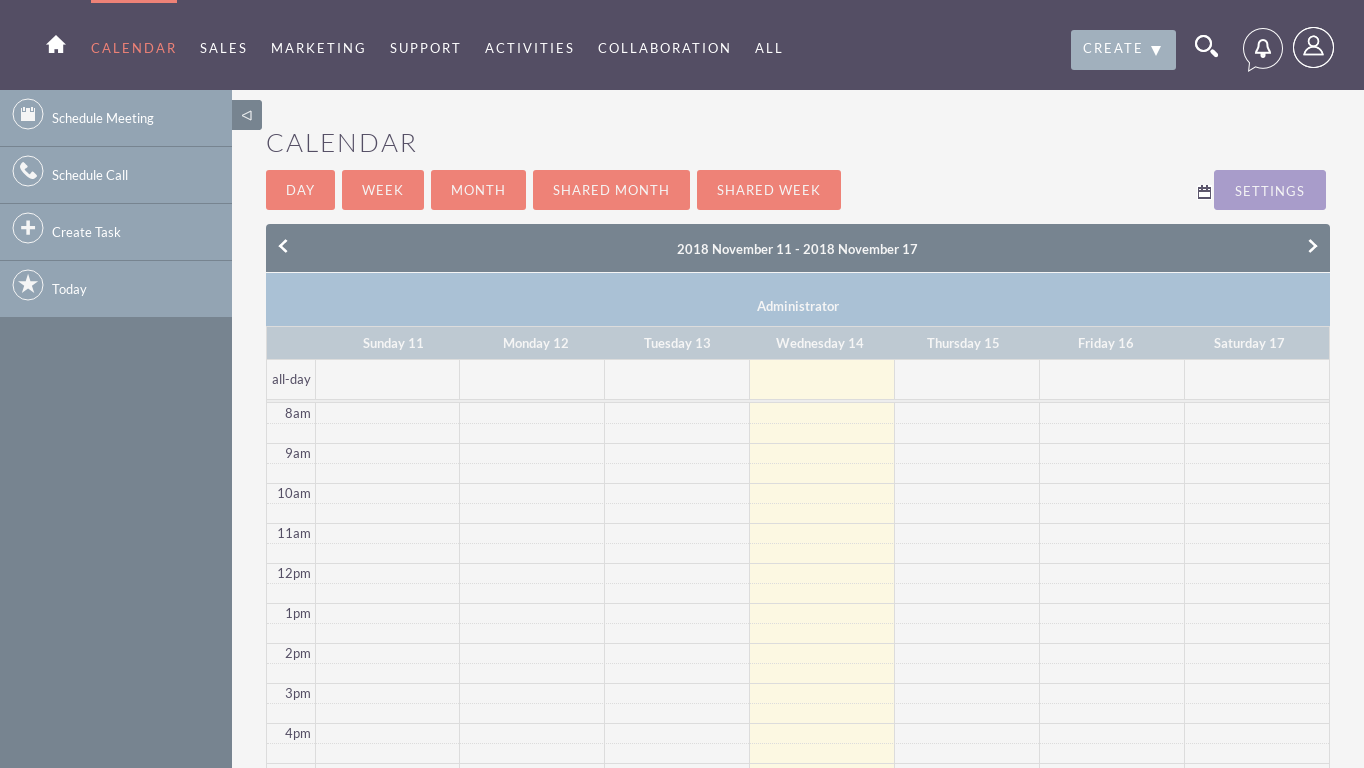 CALENDAR SALES MARKETING SUPPORT ACTIVITIES COLLABORATION ALL CREATE ▼
Schedule Meeting
Schedule Call
Create Task
Today
CALENDAR
DAY WEEK MONTH SHARED MONTH SHARED WEEK SETTINGS
2018 November 11 - 2018 November 17
Administrator
Sunday 11 Monday 12 Tuesday 13 Wednesday 14 Thursday 15 Friday 16 Saturday 17
all-day
8am
9am
10am
11am
12pm
1pm
2pm
3pm
4pm